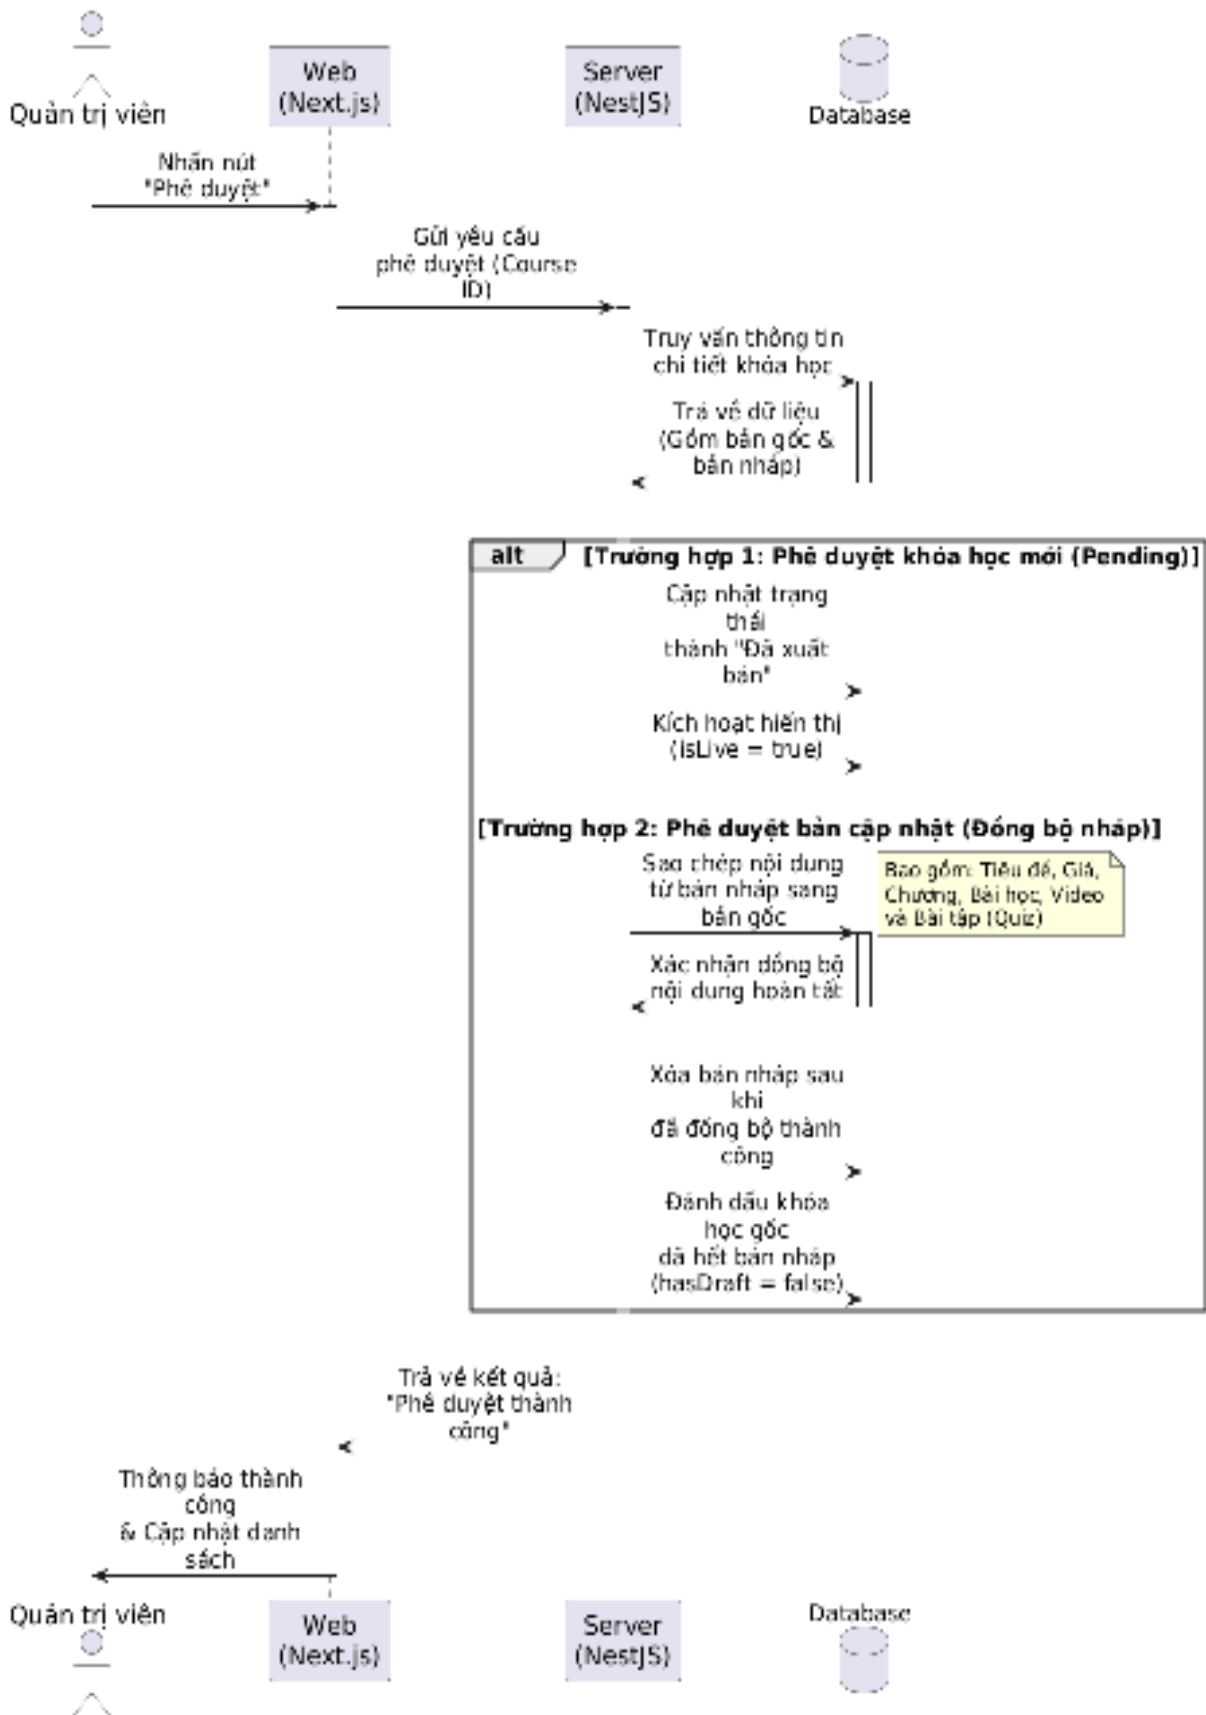 Quản trị viên
Web
(Next.js)
Server
(NestJS)
Database
Nhấn nút
"Phê duyệt"
Gửi yêu cầu
phê duyệt (Course
ID)
Truy vấn thông tin
chi tiết khóa học
Trả về dữ liệu
(Gồm bản gốc &
bản nháp)
alt
[Trường hợp 1: Phê duyệt khóa học mới (Pending)]
Cập nhật trạng
thái
thành "Đã xuất
bản"
Kích hoạt hiển thị
(isLive = true)
[Trường hợp 2: Phê duyệt bản cập nhật (Đồng bộ nháp)]
Sao chép nội dung
từ bản nháp sang
bản gốc
Bao gồm: Tiêu đề, Giá,
Chương, Bài học, Video
và Bài tập (Quiz)
Xác nhận đồng bộ
nội dung hoàn tất
Xóa bản nháp sau
khi
đã đồng bộ thành
công
Đánh dấu khóa
học gốc
đã hết bản nháp
(hasDraft = false)
Trả về kết quả:
"Phê duyệt thành
công"
Thông báo thành
công
& Cập nhật danh
sách
Quản trị viên
Web
(Next.js)
Server
(NestJS)
Database